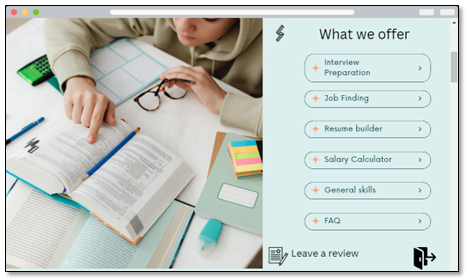 What we offer
Interview
Preparation
Job Finding
Resume builder
Salary Calculator
General skills
FAQ
Leave a review